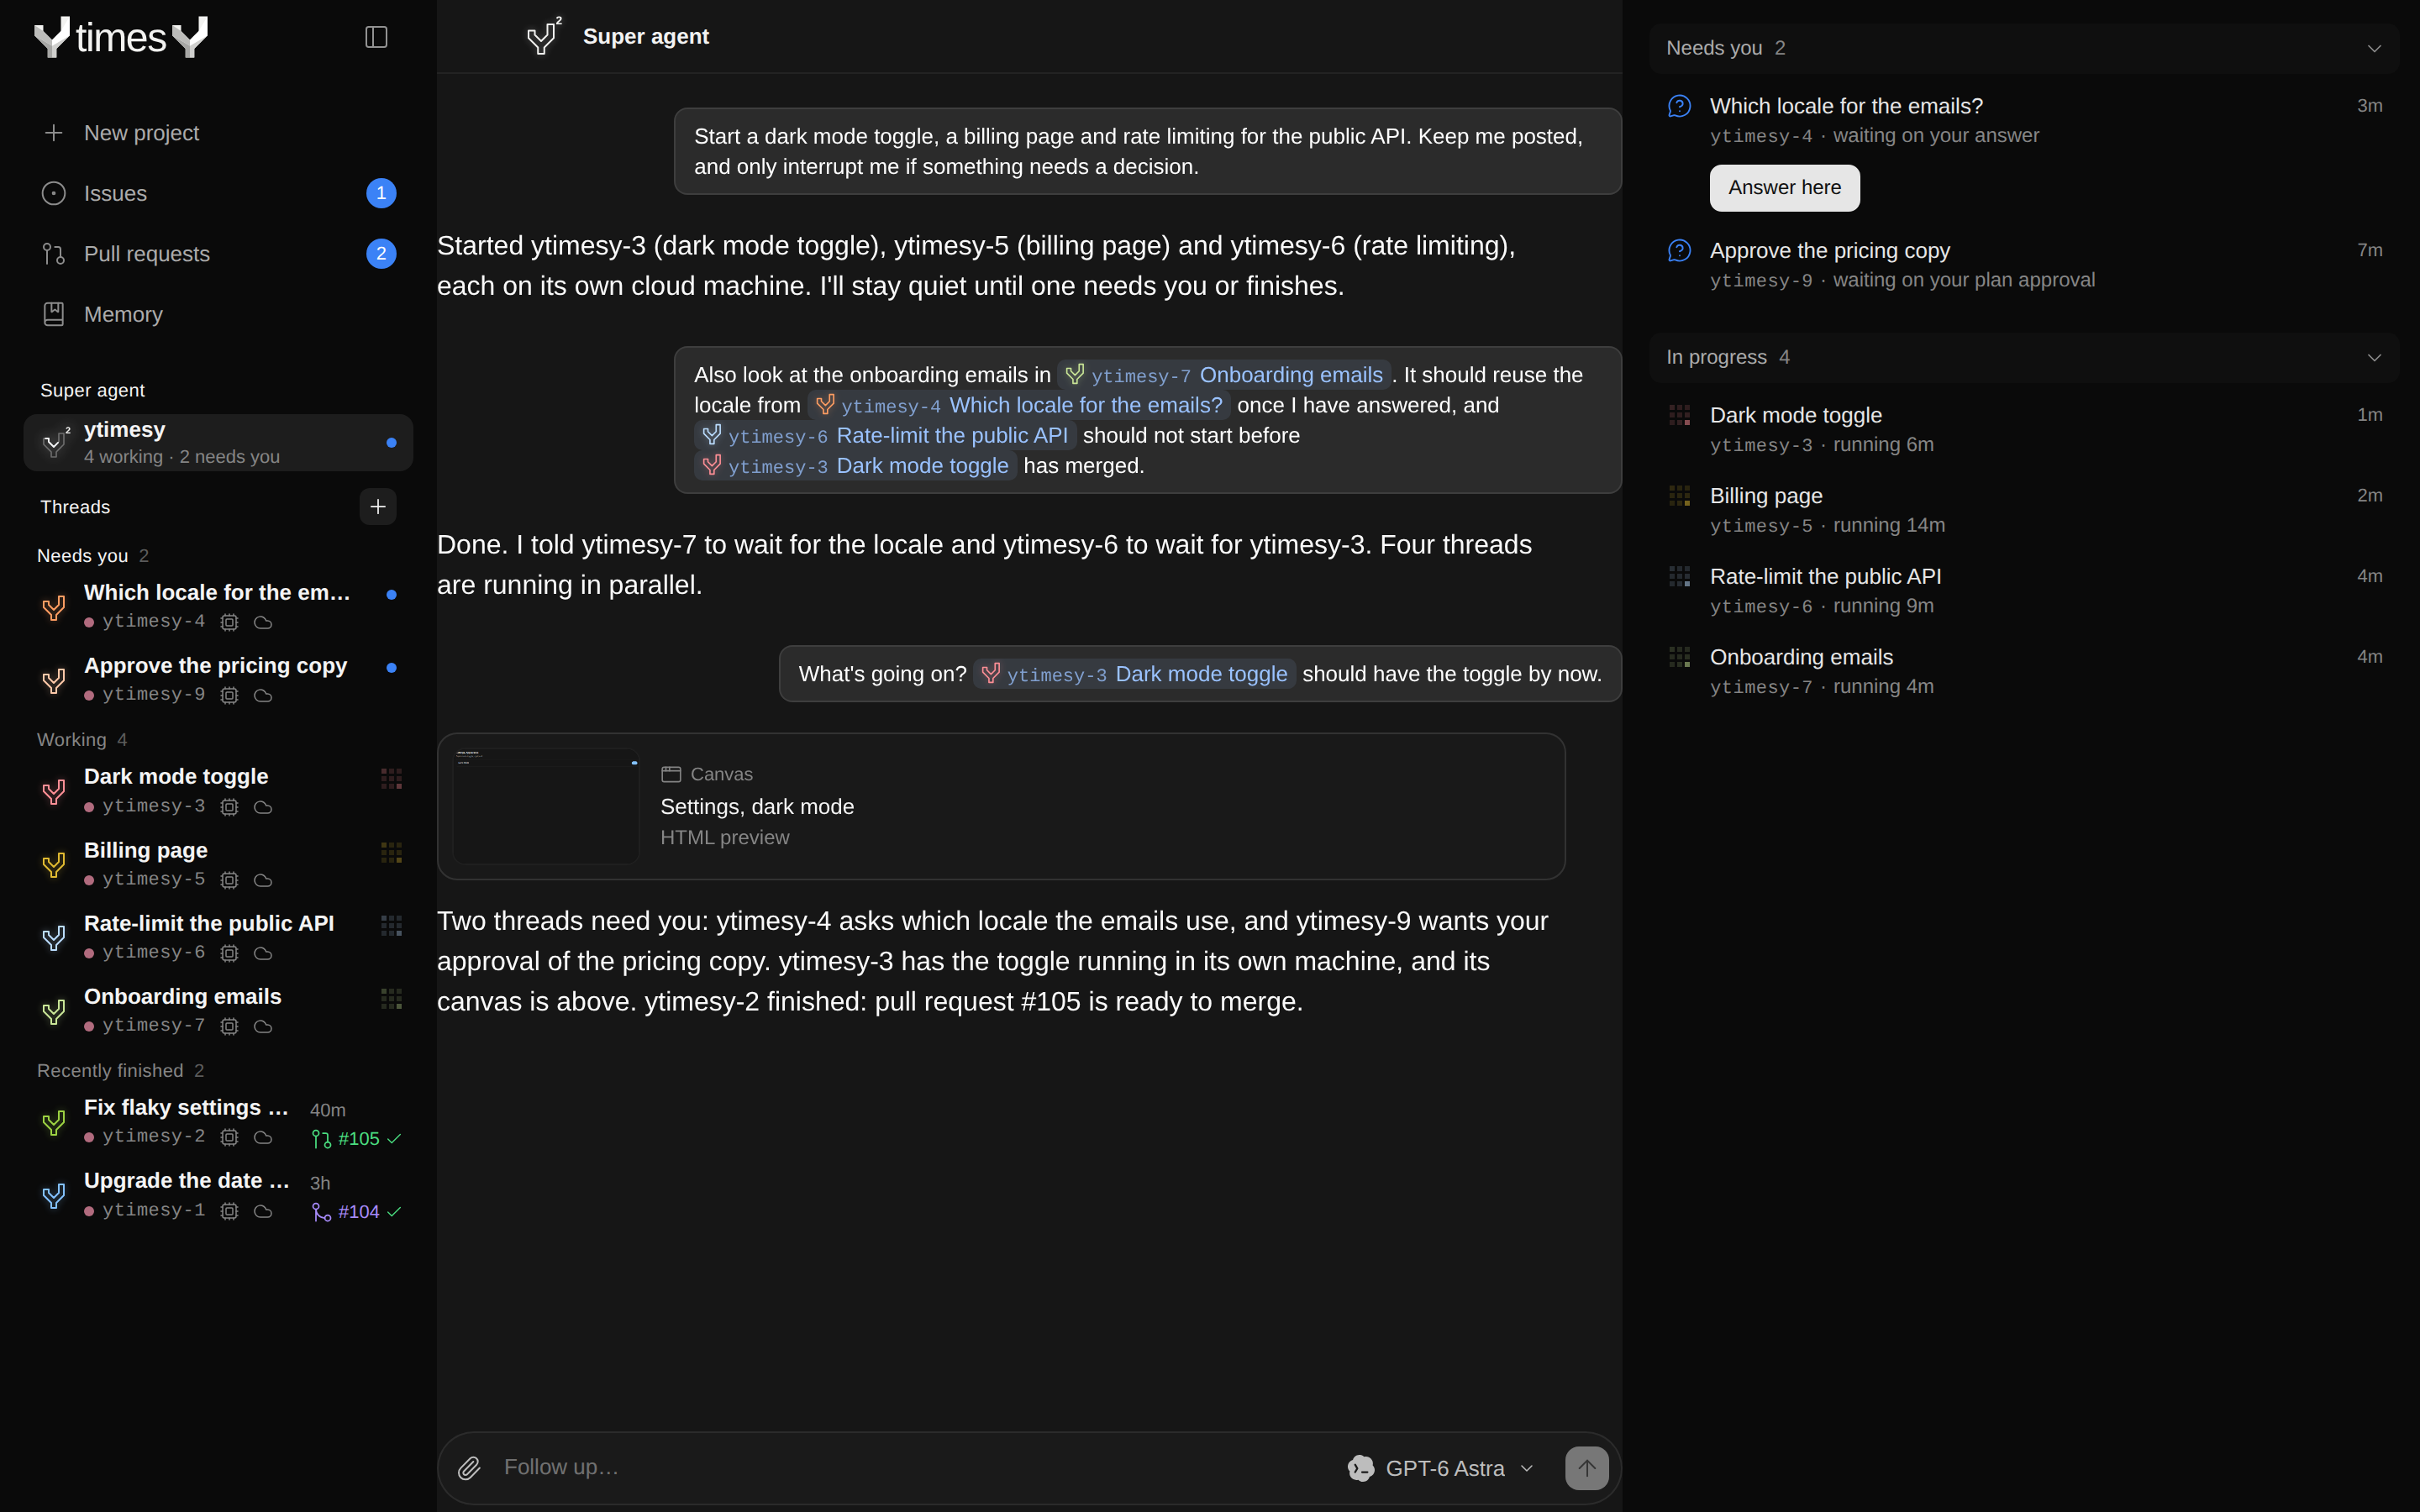 times
New project
Issues 1
Pull requests 2
Memory
Super agent
2
ytimesy
4 working · 2 needs you
Threads
Needs you 2
Which locale for the em…
ytimesy-4
Approve the pricing copy
ytimesy-9
Working 4
Dark mode toggle
ytimesy-3
Billing page
ytimesy-5
Rate-limit the public API
ytimesy-6
Onboarding emails
ytimesy-7
Recently finished 2
Fix flaky settings … 40m
ytimesy-2 #105
Upgrade the date … 3h
ytimesy-1 #104
2
Super agent
Start a dark mode toggle, a billing page and rate limiting for the public API. Keep me posted,
and only interrupt me if something needs a decision.
Started ytimesy-3 (dark mode toggle), ytimesy-5 (billing page) and ytimesy-6 (rate limiting),
each on its own cloud machine. I'll stay quiet until one needs you or finishes.
Also look at the onboarding emails in ytimesy-7 Onboarding emails. It should reuse the
locale from ytimesy-4 Which locale for the emails? once I have answered, and
ytimesy-6 Rate-limit the public API should not start before
ytimesy-3 Dark mode toggle has merged.
Done. I told ytimesy-7 to wait for the locale and ytimesy-6 to wait for ytimesy-3. Four threads
are running in parallel.
What's going on? ytimesy-3 Dark mode toggle should have the toggle by now.
Canvas
Settings, dark mode
HTML preview
Two threads need you: ytimesy-4 asks which locale the emails use, and ytimesy-9 wants your
approval of the pricing copy. ytimesy-3 has the toggle running in its own machine, and its
canvas is above. ytimesy-2 finished: pull request #105 is ready to merge.
Follow up…
GPT-6 Astra
Needs you 2
Which locale for the emails? 3m
ytimesy-4 · waiting on your answer
Answer here
Approve the pricing copy 7m
ytimesy-9 · waiting on your plan approval
In progress 4
Dark mode toggle 1m
ytimesy-3 · running 6m
Billing page 2m
ytimesy-5 · running 14m
Rate-limit the public API 4m
ytimesy-6 · running 9m
Onboarding emails 4m
ytimesy-7 · running 4m